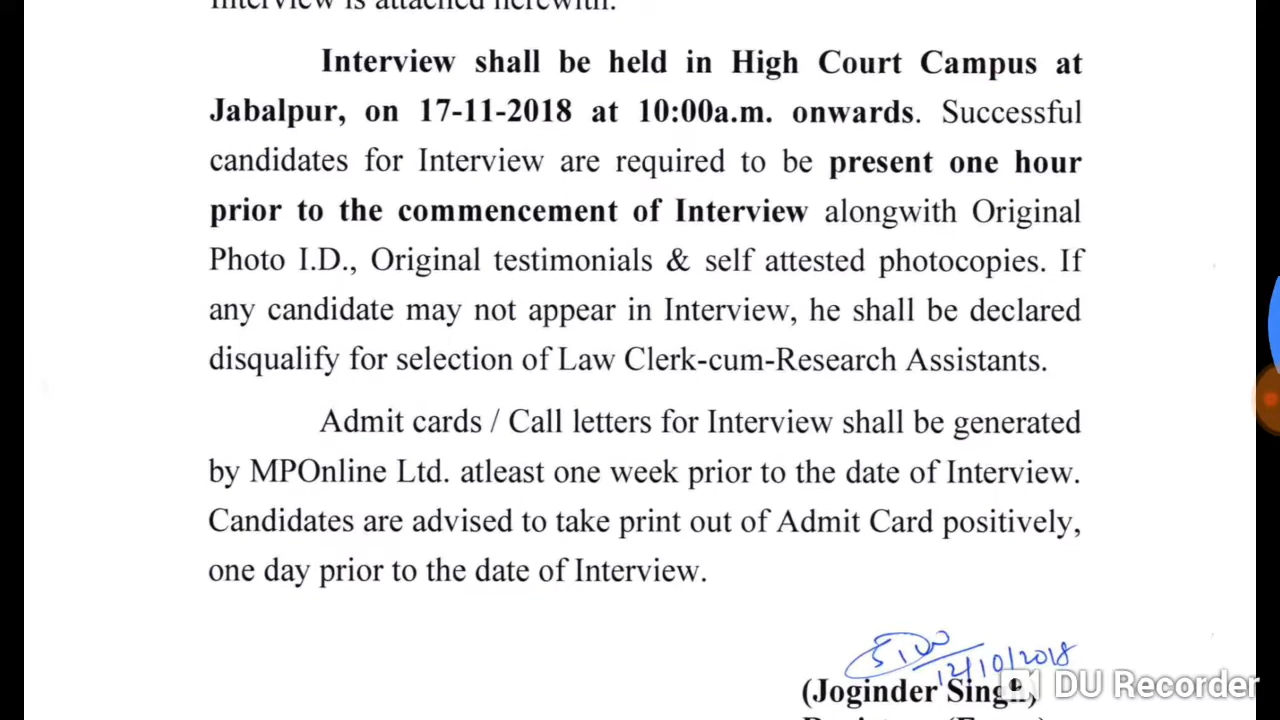 Interview is attached herewith.
Interview shall be held in High Court Campus at
Jabalpur, on 17-11-2018 at 10:00a.m. onwards. Successful
candidates for Interview are required to be present one hour
prior to the commencement of Interview alongwith Original
Photo I.D., Original testimonials & self attested photocopies. If
any candidate may not appear in Interview, he shall be declared
disqualify for selection of Law Clerk-cum-Research Assistants.
Admit cards / Call letters for Interview shall be generated
by MPOnline Ltd. atleast one week prior to the date of Interview.
Candidates are advised to take print out of Admit Card positively,
one day prior to the date of Interview.
12/10/2018
(Joginder Singh)
DU Recorder